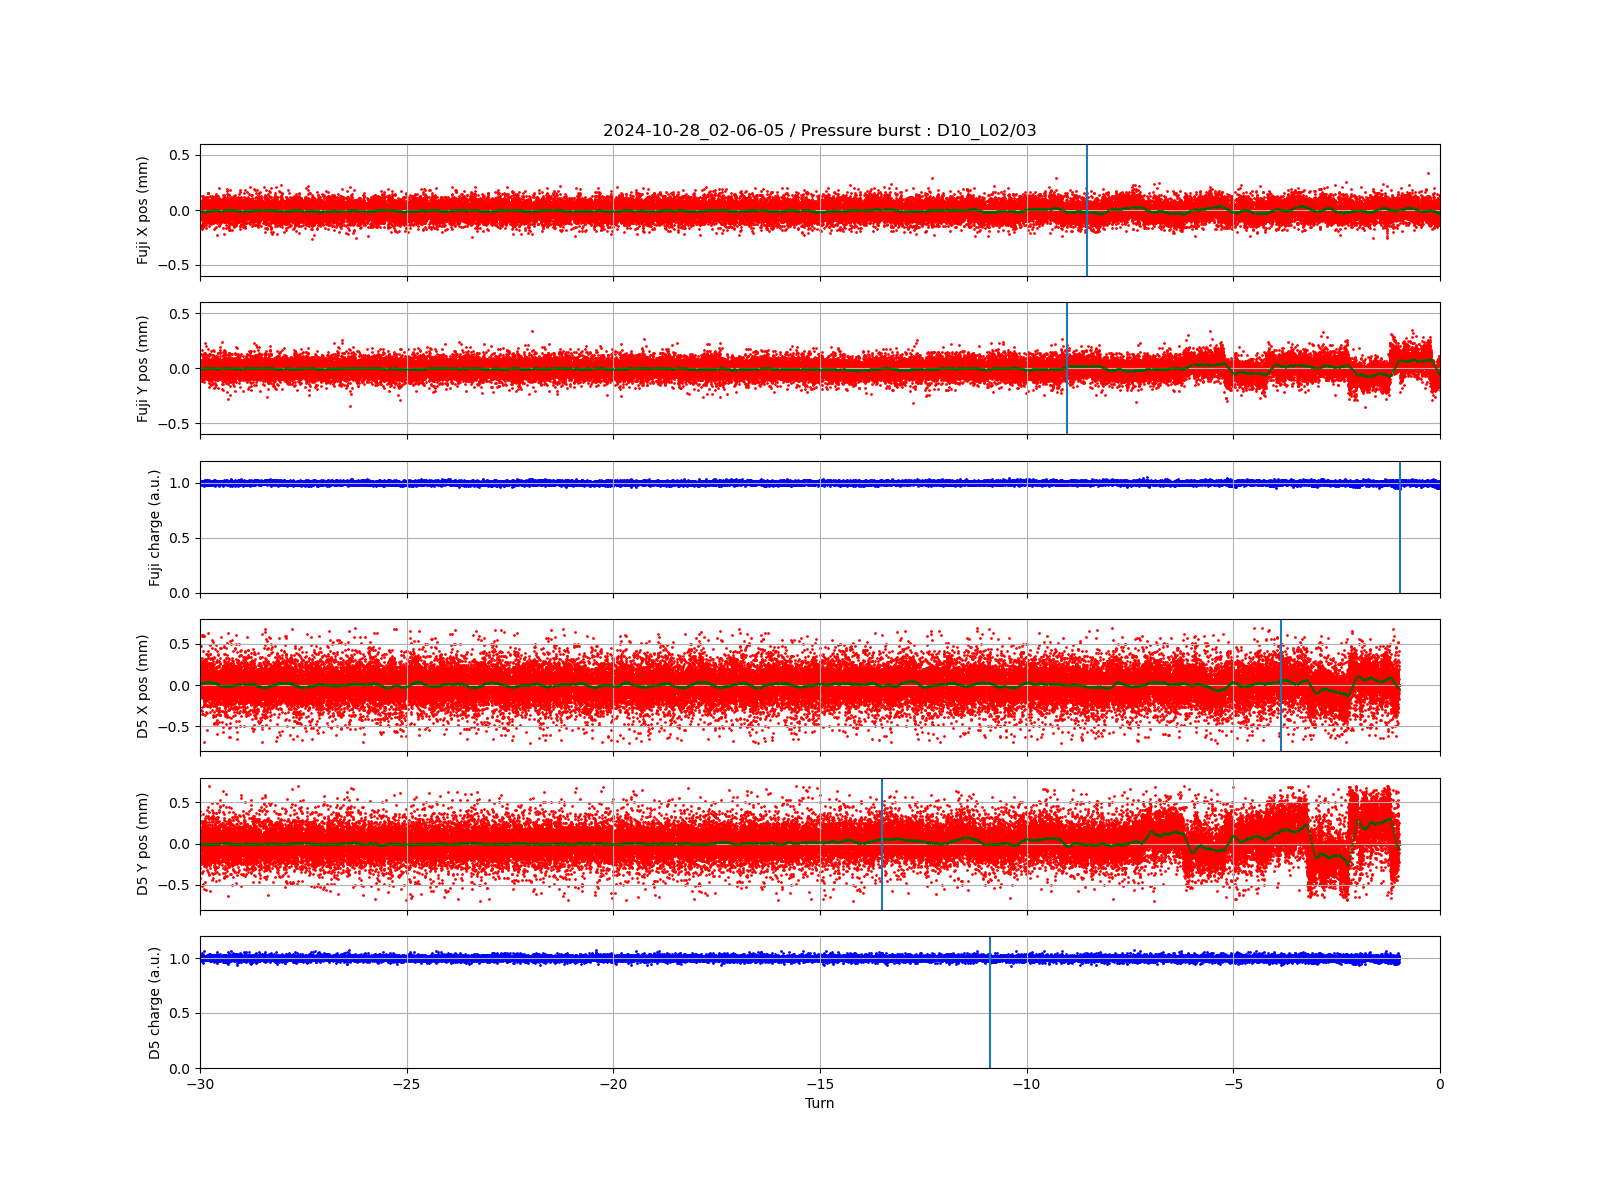 2024-10-28_02-06-05 / Pressure burst : D10_L02/03
Fuji X pos (mm)
0.5
0.0
−0.5
Fuji Y pos (mm)
0.5
0.0
−0.5
Fuji charge (a.u.)
1.0
0.5
0.0
D5 X pos (mm)
0.5
0.0
−0.5
D5 Y pos (mm)
0.5
0.0
−0.5
D5 charge (a.u.)
1.0
0.5
0.0
−30 −25 −20 −15 −10 −5 0
Turn